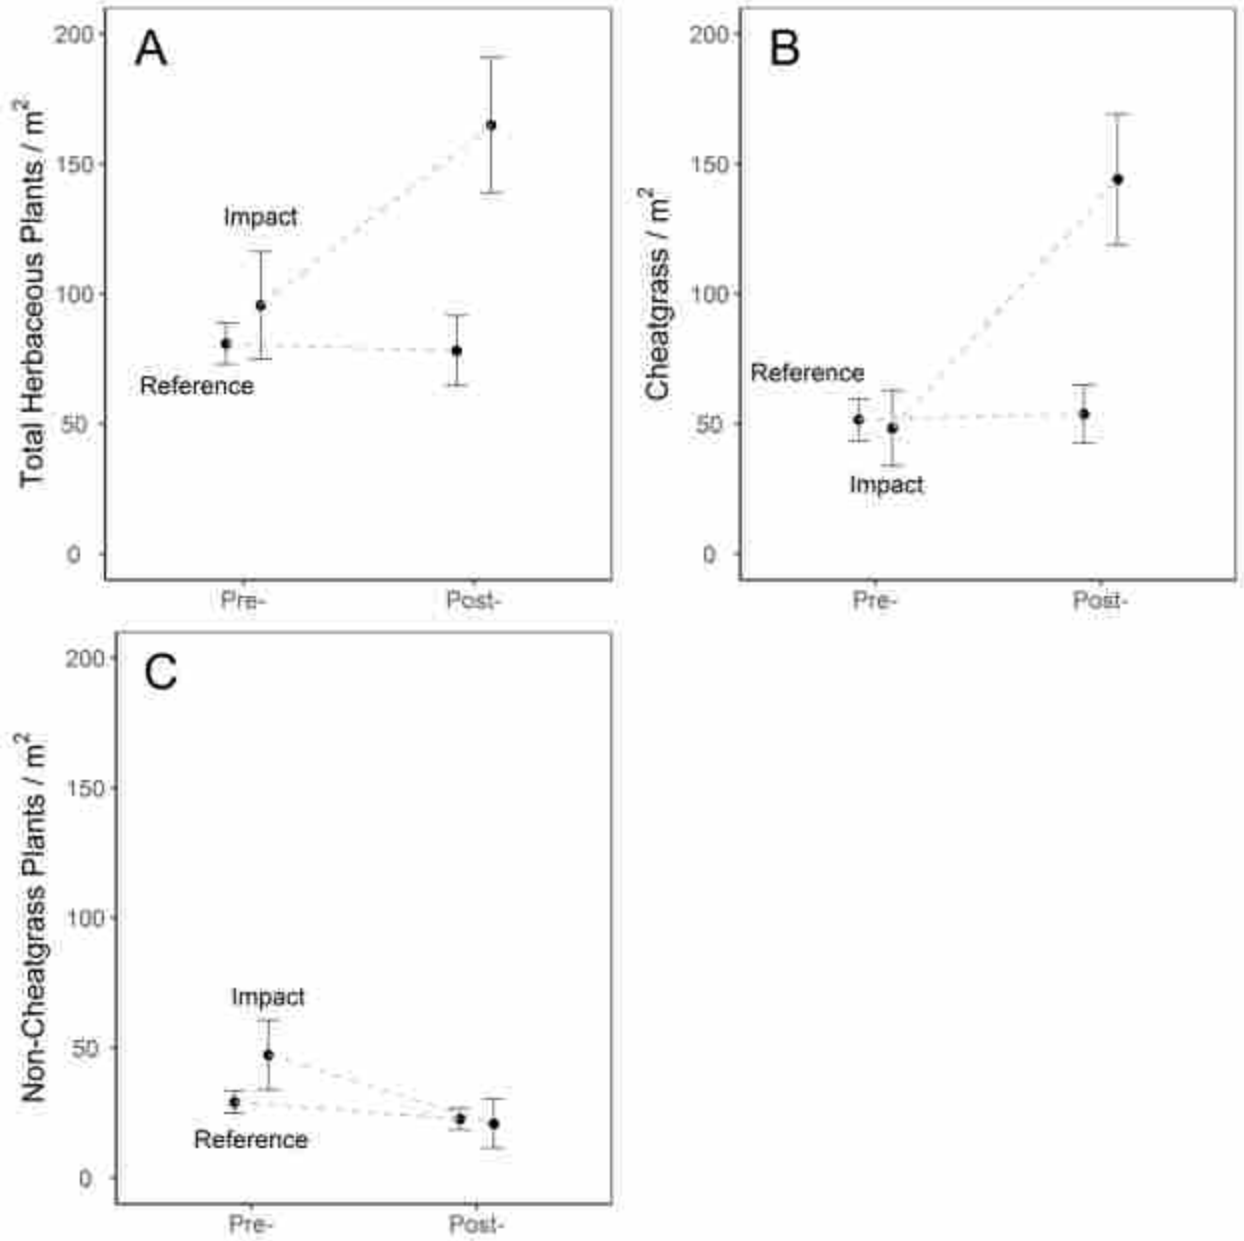 A
Total Herbaceous Plants / m²
200
150
100
50
0
Impact
Reference
Pre-
Post-
B
Cheatgrass / m²
200
150
100
50
0
Reference
Impact
Pre-
Post-
C
Non-Cheatgrass Plants / m²
200
150
100
50
0
Impact
Reference
Pre-
Post-